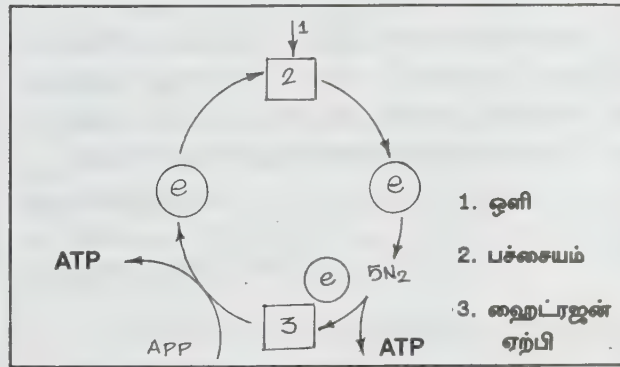 1
2
e
e
ATP
e
5N2
3
APP
ATP
1. ஒளி
2. பச்சையம்
3. ஹைட்ரஜன்
ஏற்பி